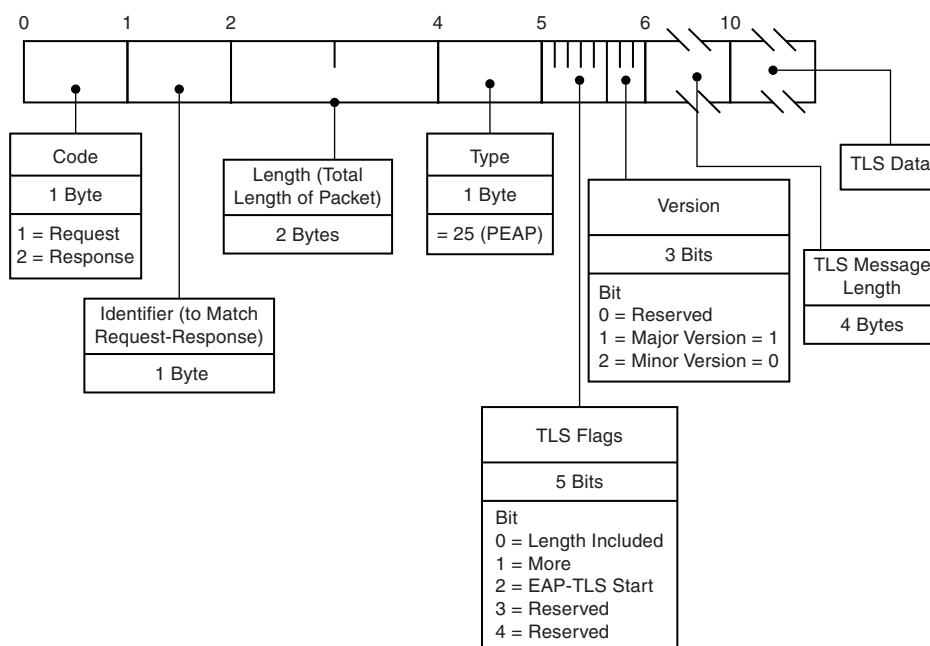 0 1 2 4 5 6 10
Code
1 Byte
1 = Request
2 = Response
Identifier (to Match
Request-Response)
1 Byte
Length (Total
Length of Packet)
2 Bytes
Type
1 Byte
= 25 (PEAP)
TLS Flags
5 Bits
Bit
0 = Length Included
1 = More
2 = EAP-TLS Start
3 = Reserved
4 = Reserved
Version
3 Bits
Bit
0 = Reserved
1 = Major Version = 1
2 = Minor Version = 0
TLS Message
Length
4 Bytes
TLS Data